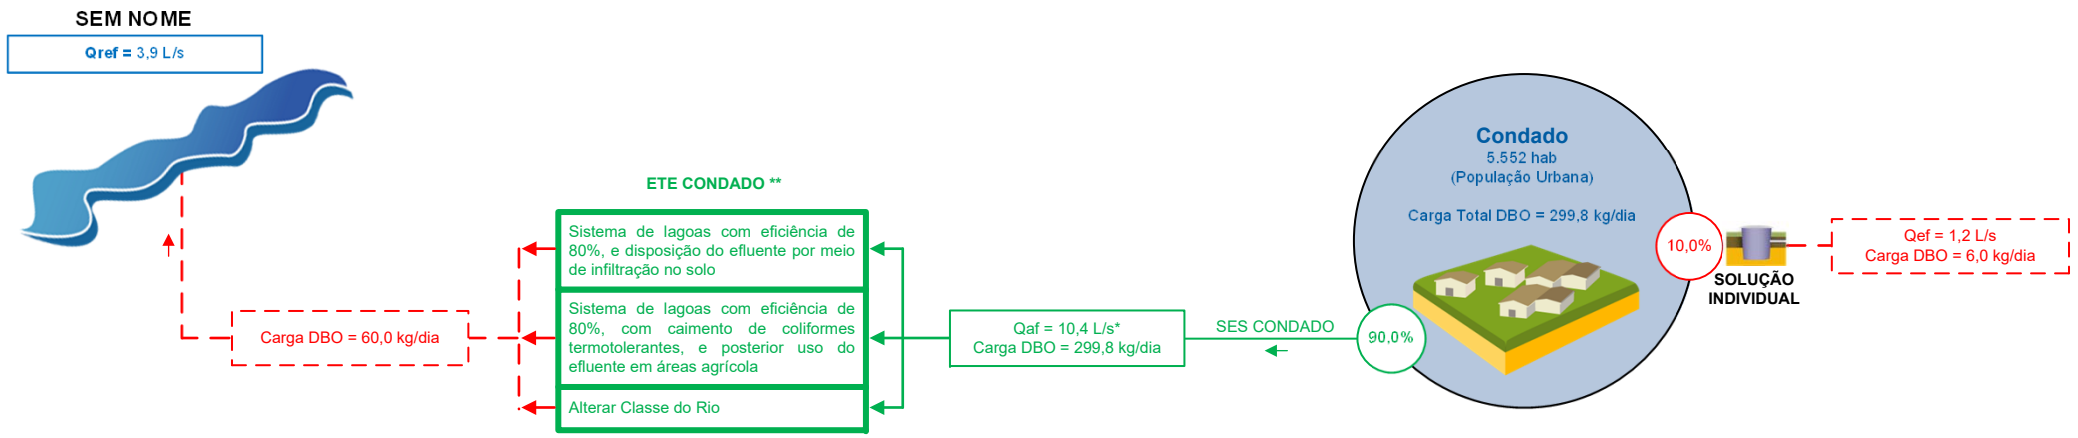 SEM NOME
Qref = 3,9 L/s
Carga DBO = 60,0 kg/dia
ETE CONDADO **
Sistema de lagoas com eficiência de
80%, e disposição do efluente por meio
de infiltração no solo
Sistema de lagoas com eficiência de
80%, com caimento de coliformes
termotolerantes, e posterior uso do
efluente em áreas agrícola
Alterar Classe do Rio
Qaf = 10,4 L/s*
Carga DBO = 299,8 kg/dia
SES CONDADO
90,0%
Condado
5.552 hab
(População Urbana)
Carga Total DBO = 299,8 kg/dia
10,0%
SOLUÇÃO
INDIVIDUAL
Qef = 1,2 L/s
Carga DBO = 6,0 kg/dia